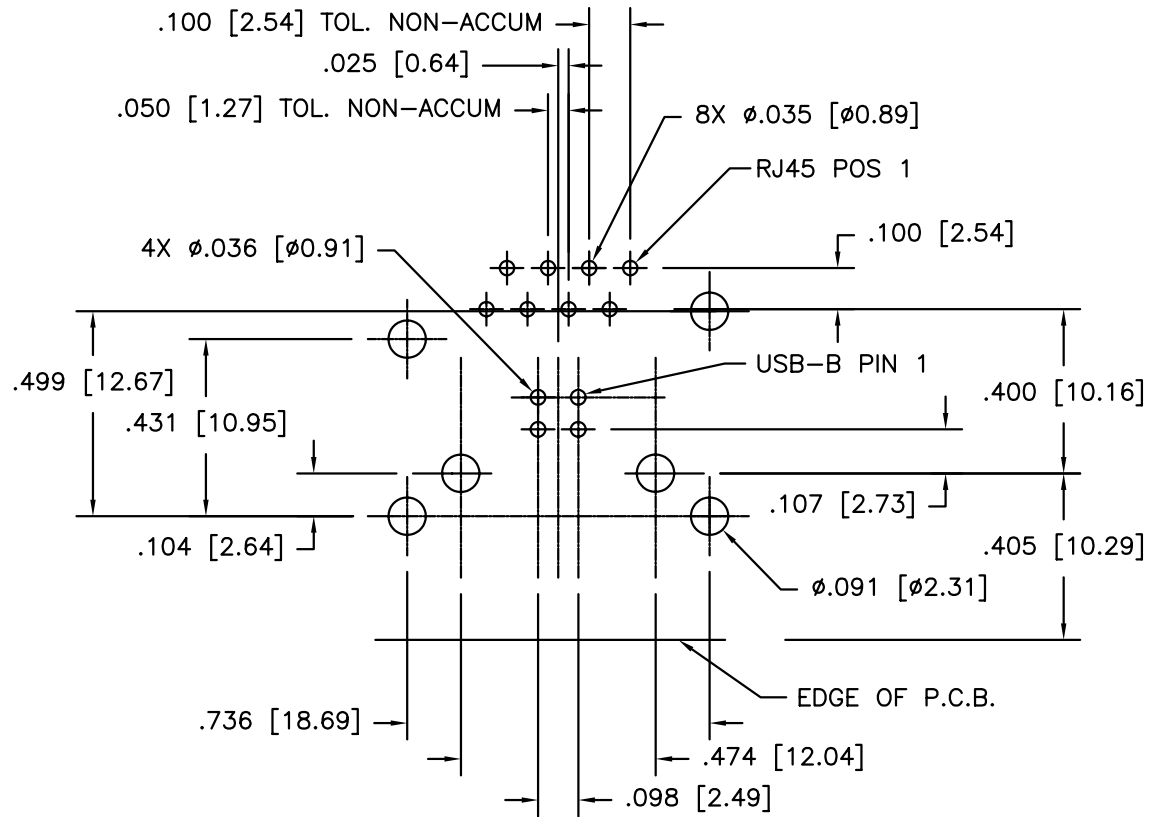 .100 [2.54] TOL. NON-ACCUM
.025 [0.64]
.050 [1.27] TOL. NON-ACCUM
8X ø.035 [ø0.89]
RJ45 POS 1
4X ø.036 [ø0.91]
.100 [2.54]
.499 [12.67]
.431 [10.95]
USB-B PIN 1
.400 [10.16]
.107 [2.73]
.104 [2.64]
.405 [10.29]
ø.091 [ø2.31]
EDGE OF P.C.B.
.736 [18.69]
.474 [12.04]
.098 [2.49]